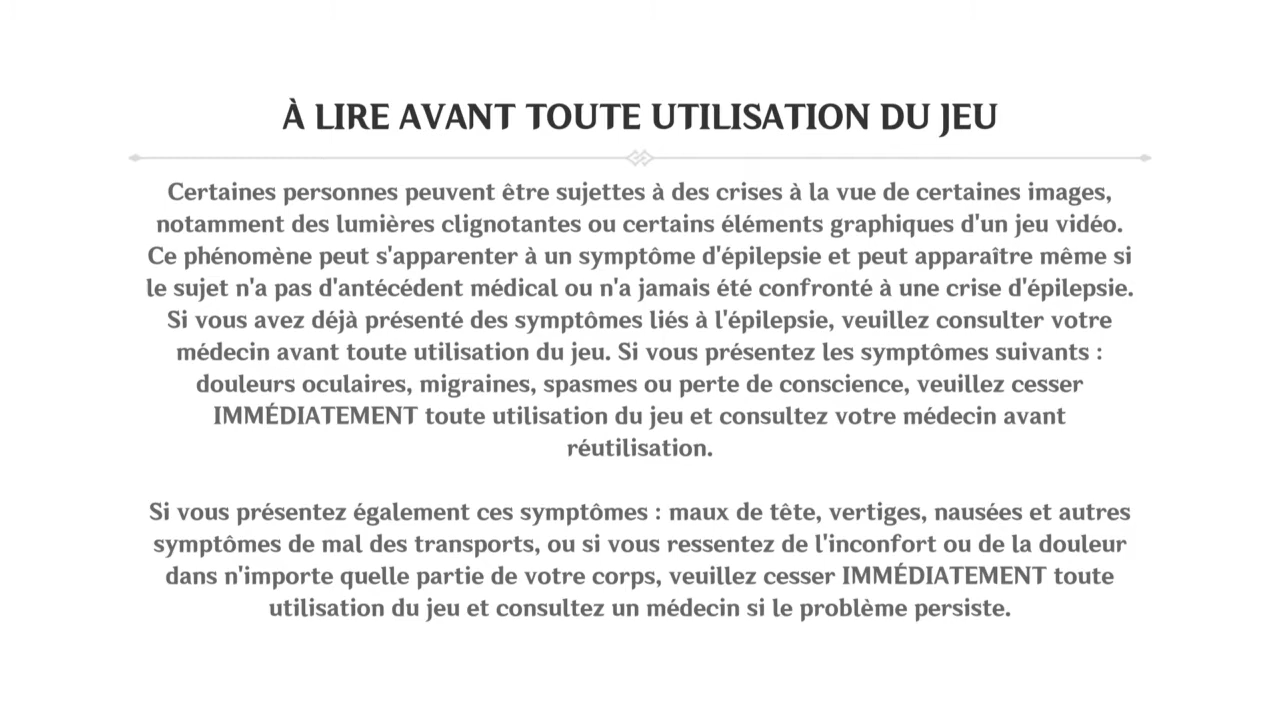 À LIRE AVANT TOUTE UTILISATION DU JEU
Certaines personnes peuvent être sujettes à des crises à la vue de certaines images,
notamment des lumières clignotantes ou certains éléments graphiques d'un jeu vidéo.
Ce phénomène peut s'apparenter à un symptôme d'épilepsie et peut apparaître même si
le sujet n'a pas d'antécédent médical ou n'a jamais été confronté à une crise d'épilepsie.
Si vous avez déjà présenté des symptômes liés à l'épilepsie, veuillez consulter votre
médecin avant toute utilisation du jeu. Si vous présentez les symptômes suivants :
douleurs oculaires, migraines, spasmes ou perte de conscience, veuillez cesser
IMMÉDIATEMENT toute utilisation du jeu et consultez votre médecin avant
réutilisation.
Si vous présentez également ces symptômes : maux de tête, vertiges, nausées et autres
symptômes de mal des transports, ou si vous ressentez de l'inconfort ou de la douleur
dans n'importe quelle partie de votre corps, veuillez cesser IMMÉDIATEMENT toute
utilisation du jeu et consultez un médecin si le problème persiste.